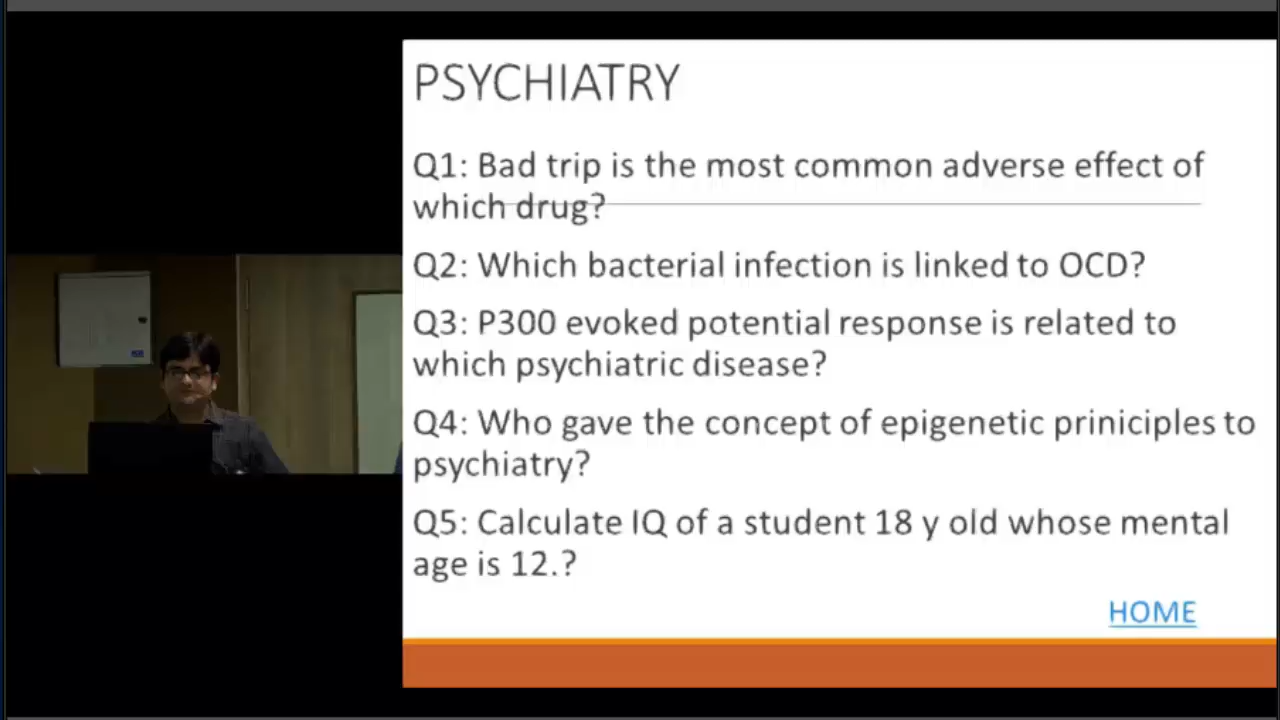 PSYCHIATRY
Q1: Bad trip is the most common adverse effect of
which drug?
Q2: Which bacterial infection is linked to OCD?
Q3: P300 evoked potential response is related to
which psychiatric disease?
Q4: Who gave the concept of epigenetic priniciples to
psychiatry?
Q5: Calculate IQ of a student 18 y old whose mental
age is 12.?
HOME